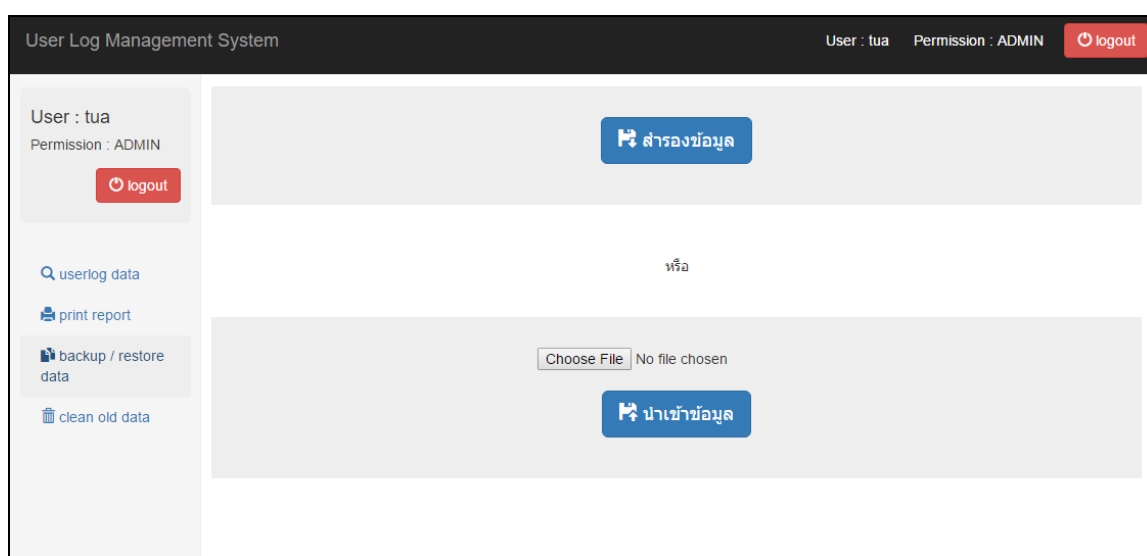 User Log Management System
User : tua
Permission : ADMIN
logout
User : tua
Permission : ADMIN
logout
userlog data
print report
backup / restore
data
clean old data
สำรองข้อมูล
หรือ
Choose File No file chosen
นำเข้าข้อมูล